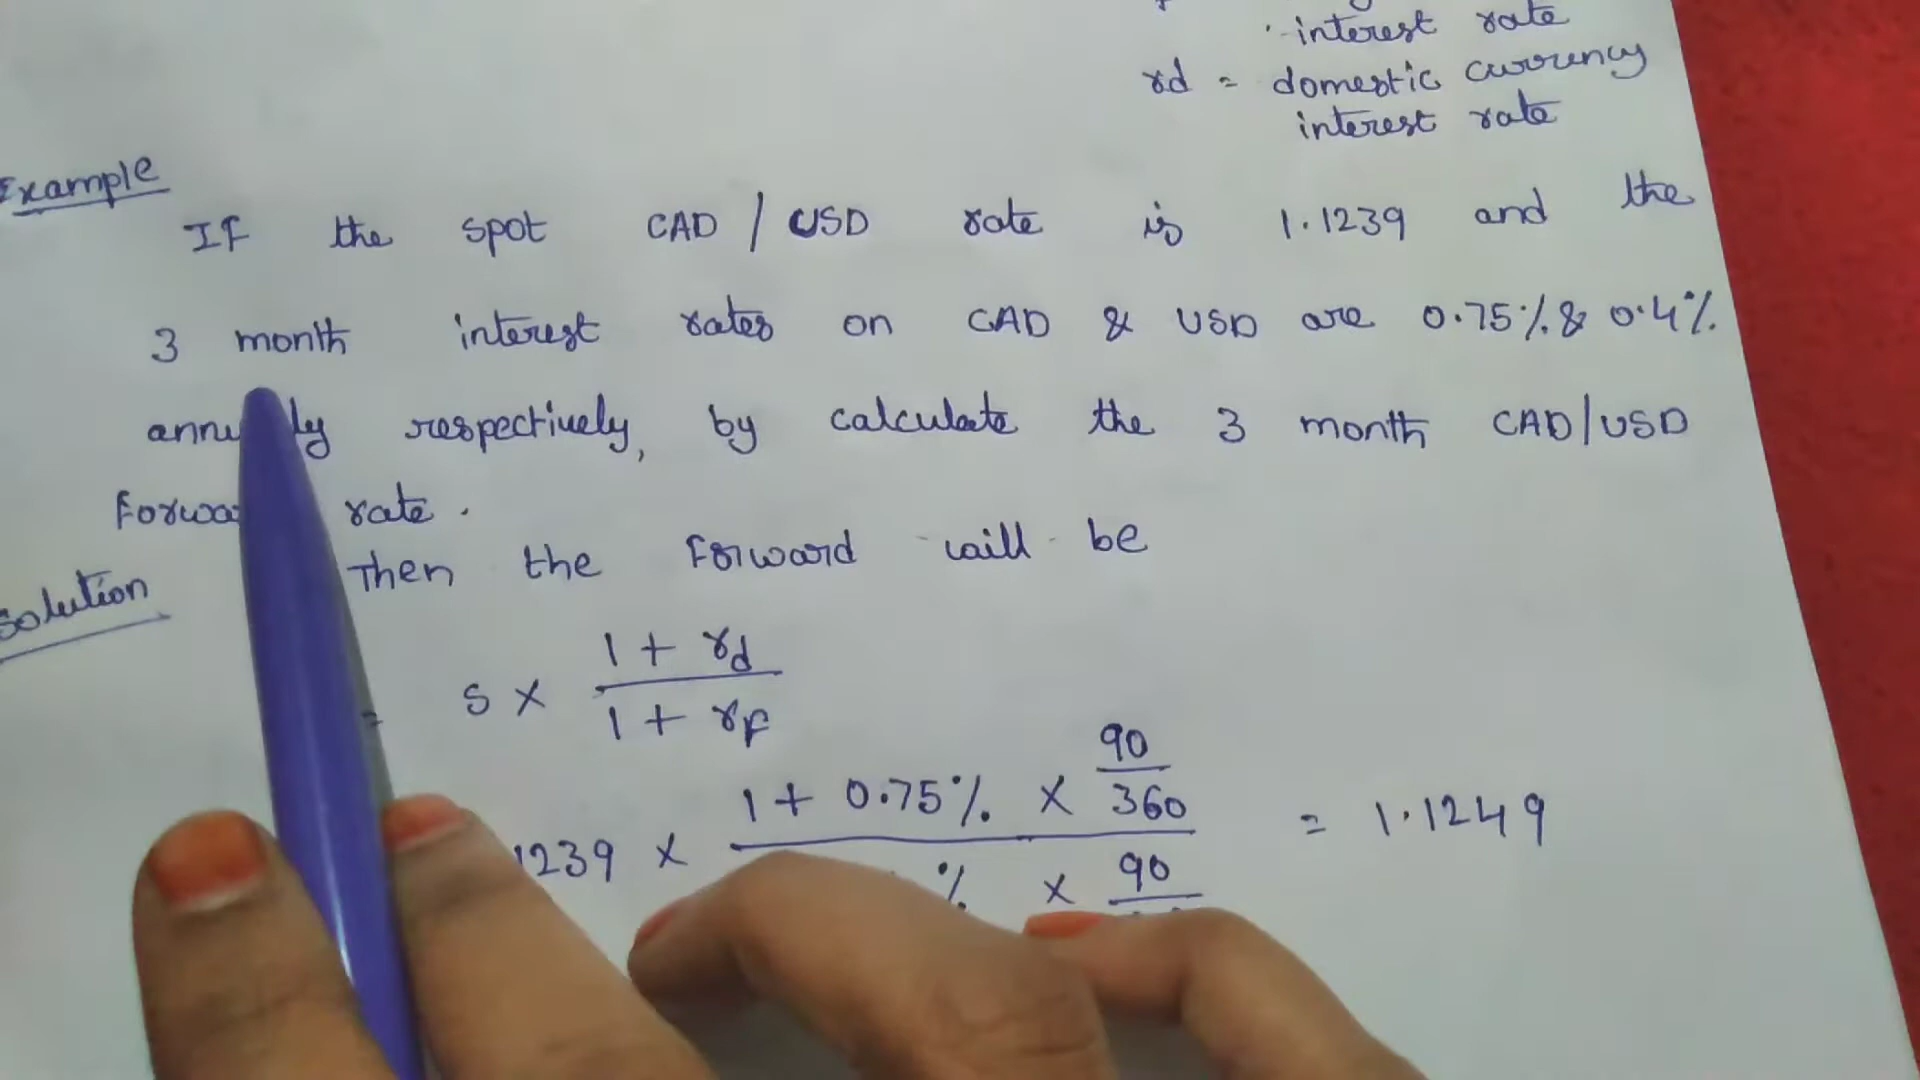 interest rate
rd = domestic currency
interest rate
Example
If the spot CAD / USD rate is 1.1239 and the
3 month interest rates on CAD & USD are 0.75% & 0.4%
respectively, by calculate the 3 month CAD/USD
rate.
Solution
Then the Forward will be
= S × (1 + rd) / (1 + rF)
1239 × (1 + 0.75% × 90/360) = 1.1249
% × 90